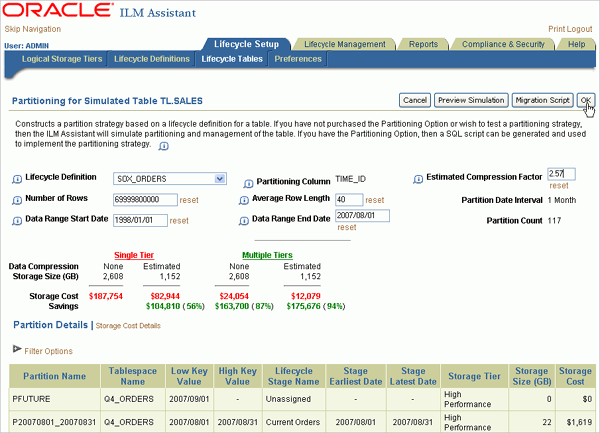 ORACLE ILM Assistant
Skip Navigation Print Logout
User: ADMIN
Lifecycle Setup Lifecycle Management Reports Compliance & Security Help
Logical Storage Tiers Lifecycle Definitions Lifecycle Tables Preferences
Partitioning for Simulated Table TL.SALES Cancel Preview Simulation Migration Script OK
Constructs a partition strategy based on a lifecycle definition for a table. If you have not purchased the Partitioning Option or wish to test a partitioning strategy,
then the ILM Assistant will simulate partitioning and management of the table. If you have the Partitioning Option, then a SQL script can be generated and used
to implement the partitioning strategy.
Lifecycle Definition SOX_ORDERS Partitioning Column TIME_ID Estimated Compression Factor 2.57 reset
Number of Rows 69999800000 reset Average Row Length 40 reset Partition Date Interval 1 Month
Data Range Start Date 1998/01/01 reset Data Range End Date 2007/08/01 reset Partition Count 117
Single Tier Multiple Tiers
Data Compression None Estimated None Estimated
Storage Size (GB) 2,608 1,152 2,608 1,152
Storage Cost $187,754 $82,944 $24,054 $12,079
Savings $104,810 (56%) $163,700 (87%) $175,676 (94%)
Partition Details | Storage Cost Details
Filter Options
Partition Name Tablespace Name Low Key Value High Key Value Lifecycle Stage Name Stage Earliest Date Stage Latest Date Storage Tier Storage Size (GB) Storage Cost
PFUTURE Q4_ORDERS 2007/09/01 - Unassigned - - High Performance 0 $0
P20070801_20070831 Q4_ORDERS 2007/08/01 2007/08/31 Current Orders 2007/08/01 2007/08/01 High Performance 22 $1,619